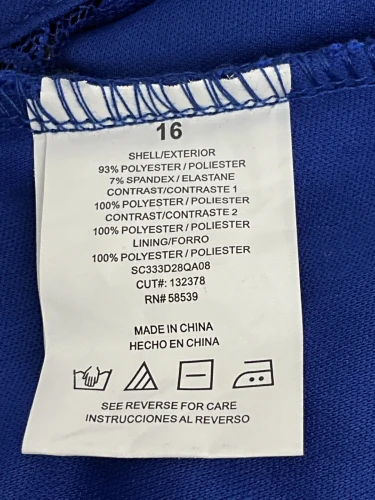 16
SHELL/EXTERIOR
93% POLYESTER / POLIESTER
7% SPANDEX / ELASTANE
CONTRAST/CONTRASTE 1
100% POLYESTER / POLIESTER
CONTRAST/CONTRASTE 2
100% POLYESTER / POLIESTER
LINING/FORRO
100% POLYESTER / POLIESTER
SC333D28QA08
CUT#: 132378
RN# 58539
MADE IN CHINA
HECHO EN CHINA
SEE REVERSE FOR CARE
INSTRUCCIONES AL REVERSO